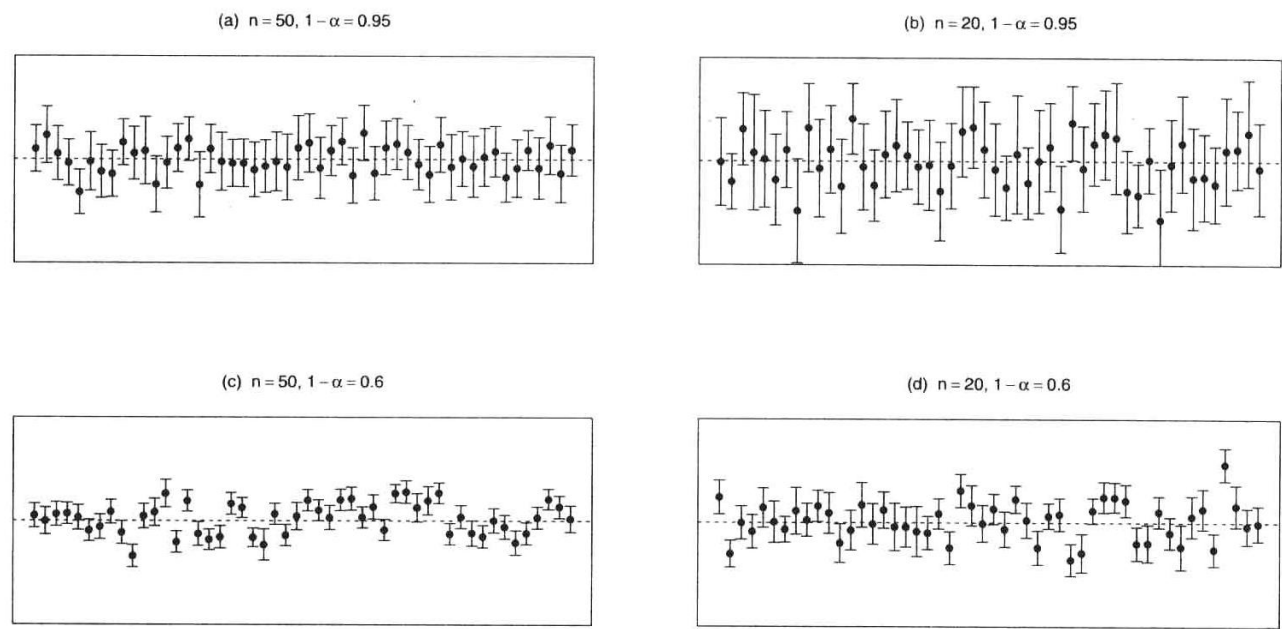 (a) n = 50, 1 − α = 0.95
(b) n = 20, 1 − α = 0.95
(c) n = 50, 1 − α = 0.6
(d) n = 20, 1 − α = 0.6